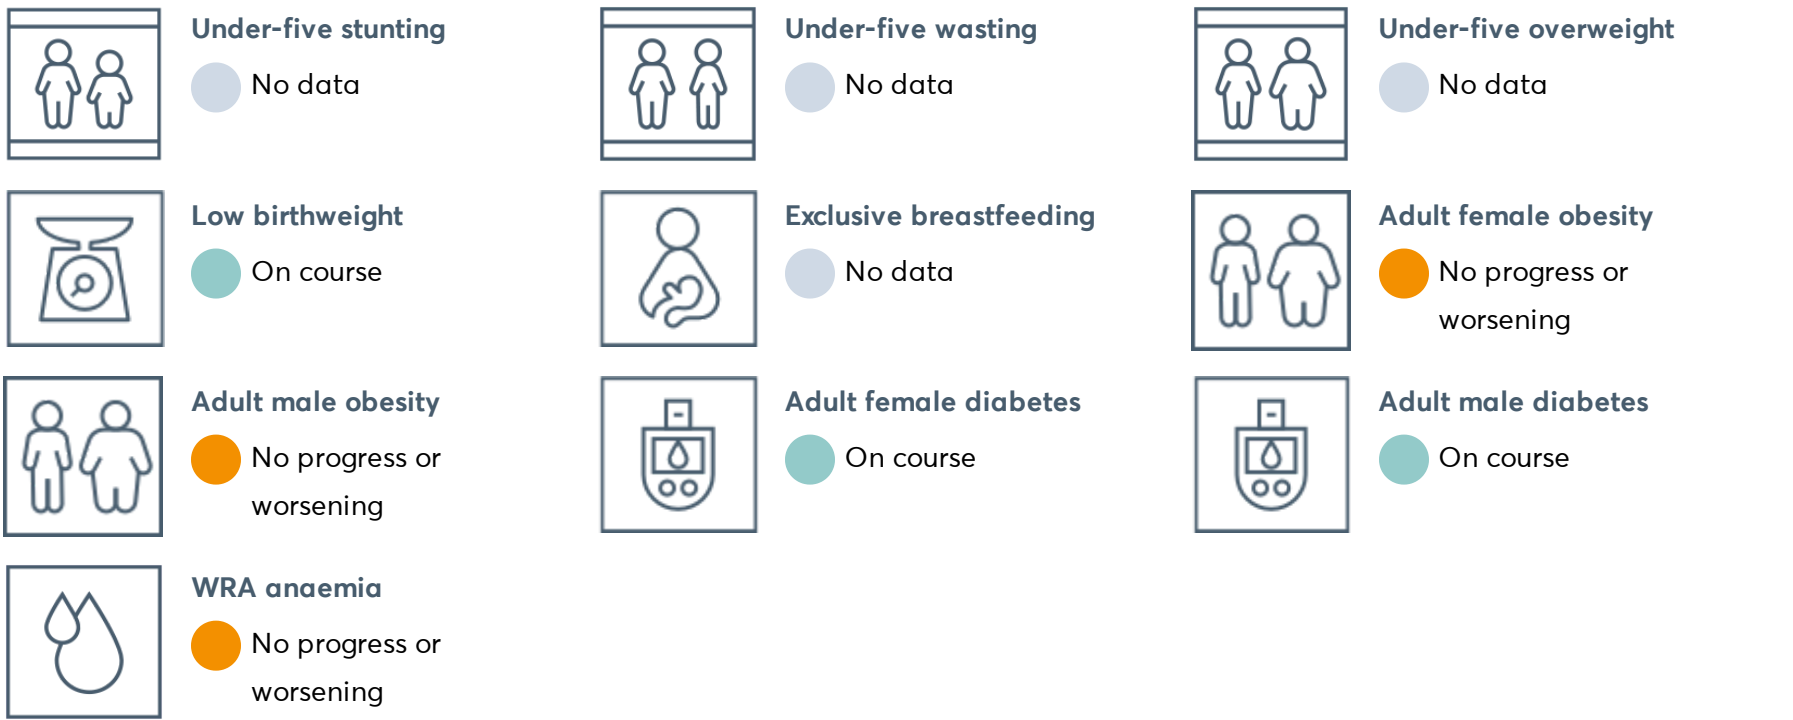 Under-five stunting
No data
Under-five wasting
No data
Under-five overweight
No data
Low birthweight
On course
Exclusive breastfeeding
No data
Adult female obesity
No progress or
worsening
Adult male obesity
No progress or
worsening
Adult female diabetes
On course
Adult male diabetes
On course
WRA anaemia
No progress or
worsening